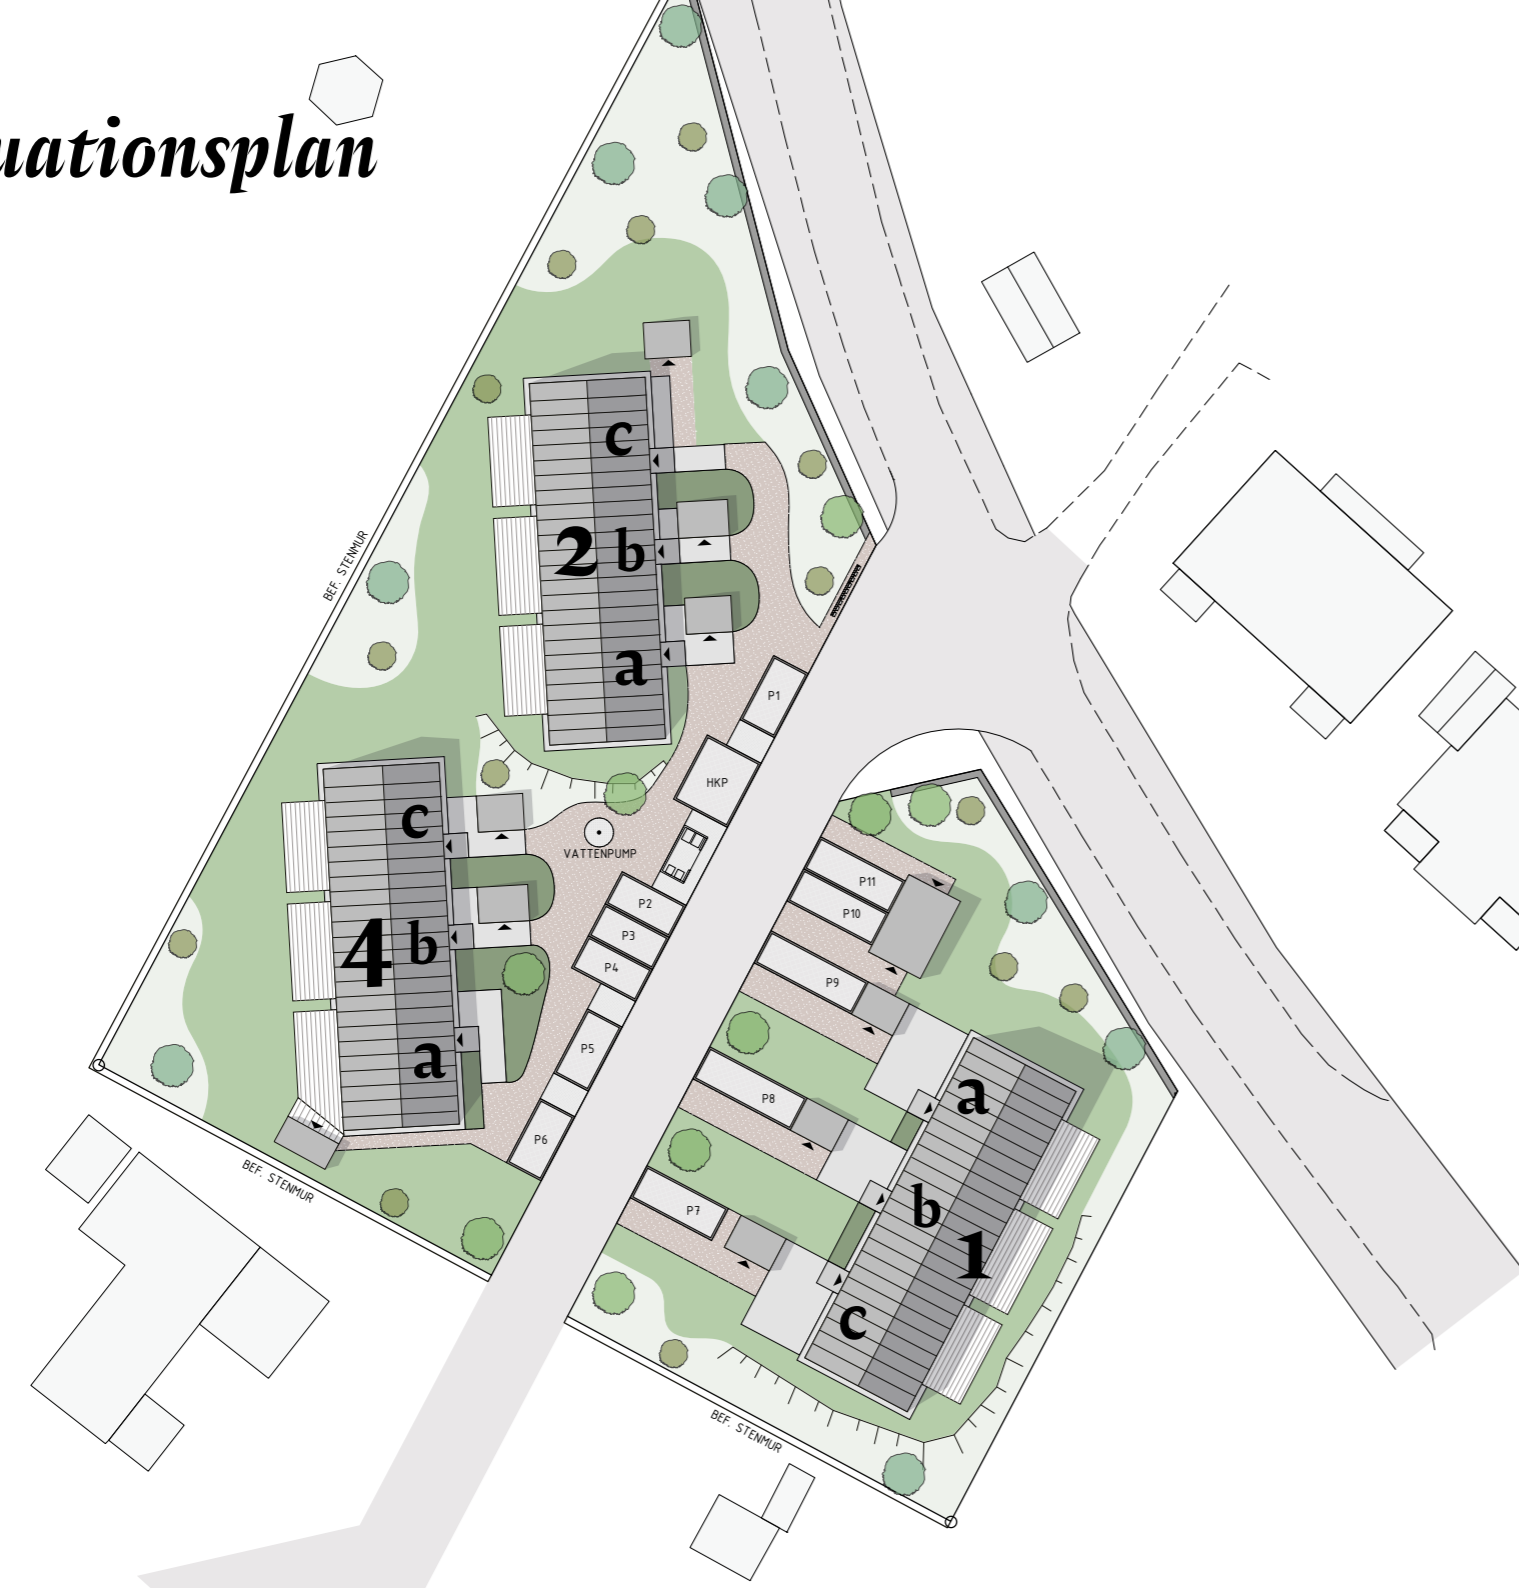 uationsplan
BEF. STENMUR
c
2 b
a
P1
HKP
VATTENPUMP
c
4 b
a
P2
P3
P4
P5
P6
P11
P10
P9
P8
P7
a
b
1
c
BEF. STENMUR
BEF. STENMUR